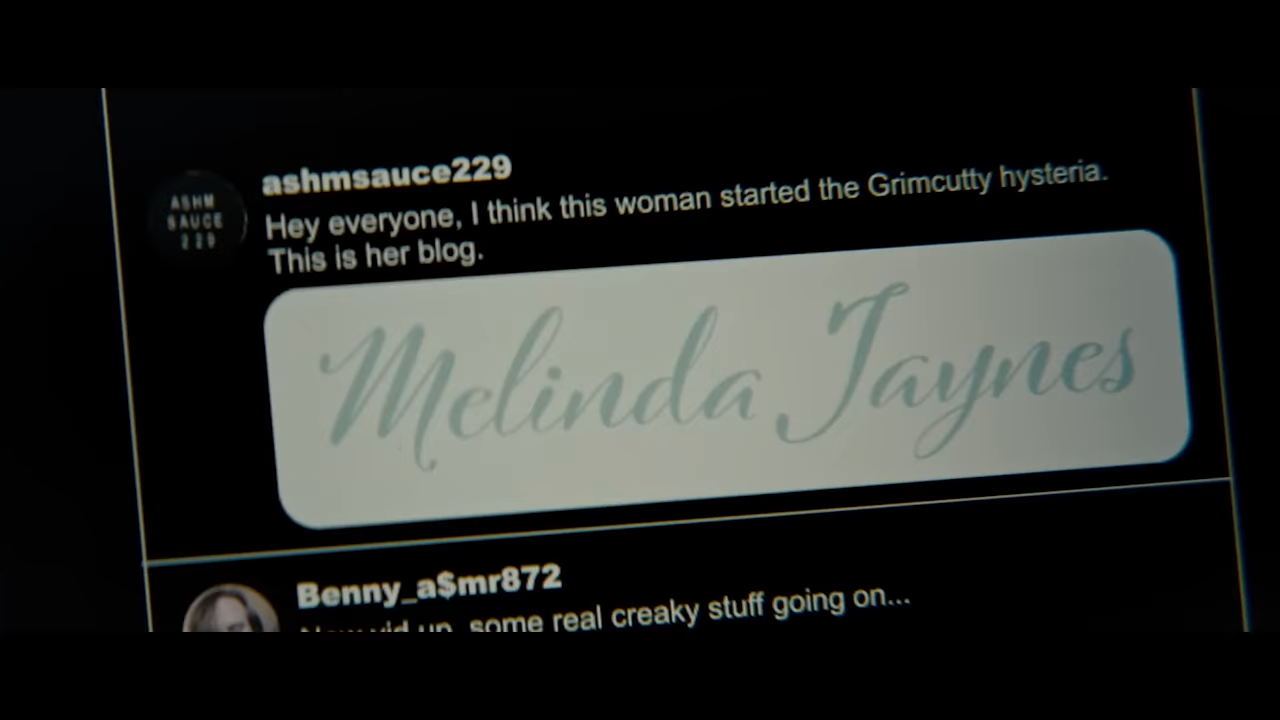 ASHM
SAUCE
229
ashmsauce229
Hey everyone, I think this woman started the Grimcutty hysteria.
This is her blog.
Melinda Jaynes
Benny_a$mr872
some real creaky stuff going on...